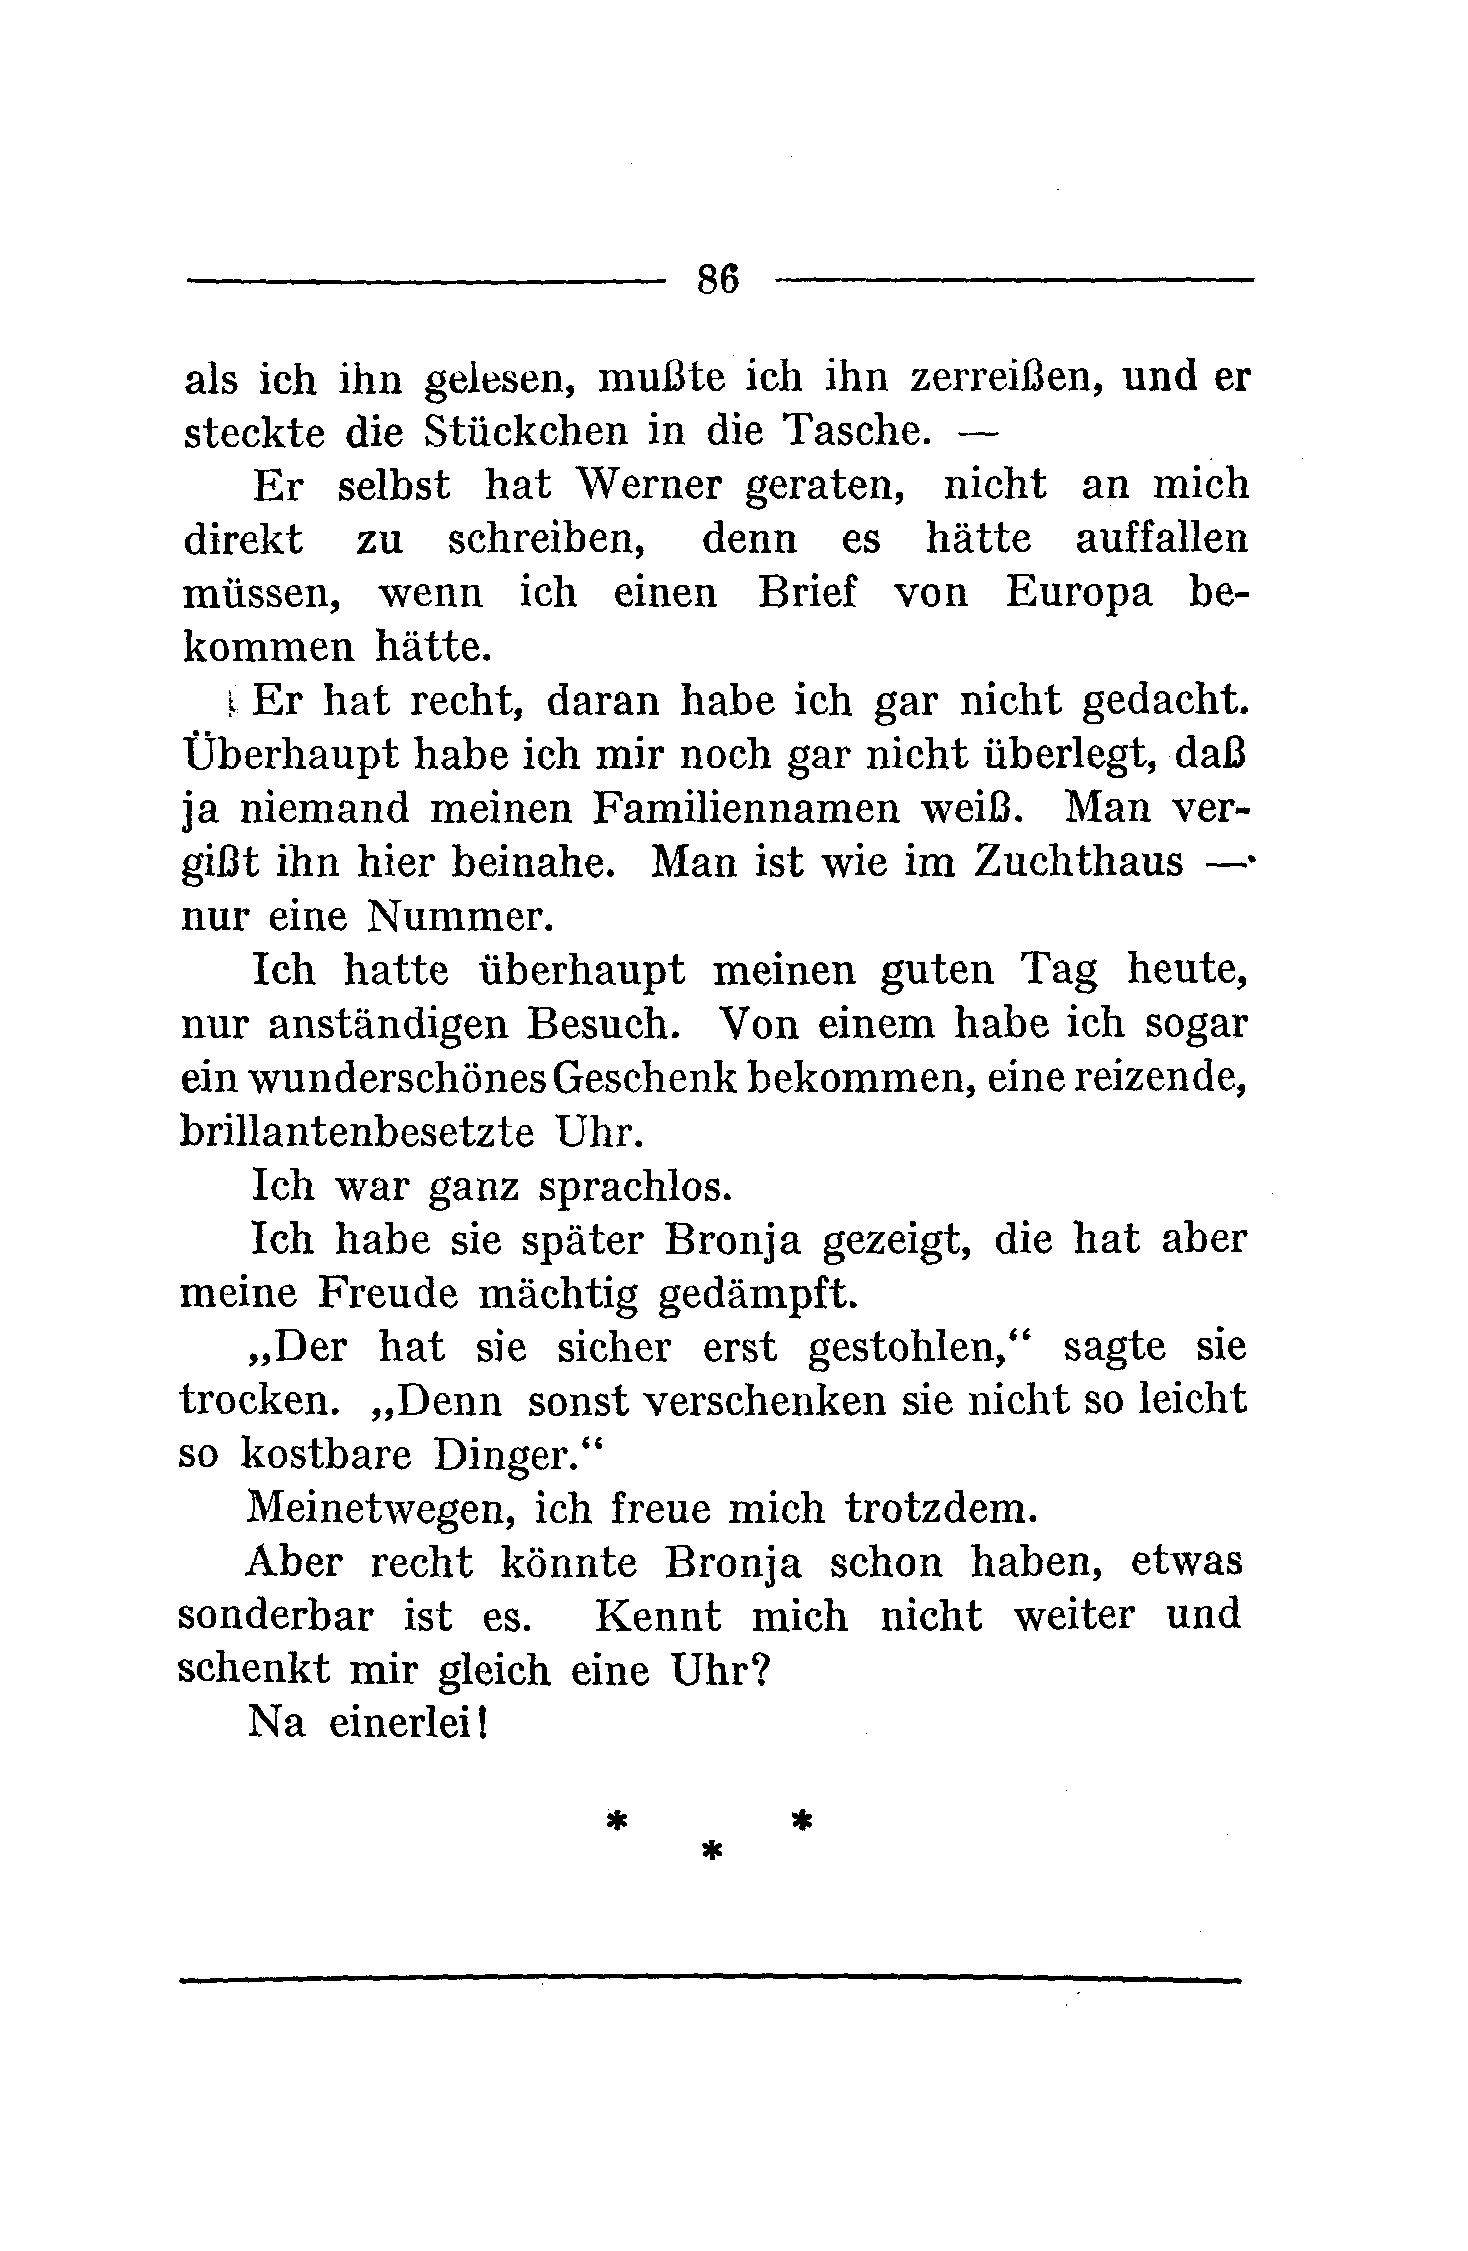 86
als ich ihn gelesen, mußte ich ihn zerreißen, und er
steckte die Stückchen in die Tasche. —
Er selbst hat Werner geraten, nicht an mich
direkt zu schreiben, denn es hätte auffallen
müssen, wenn ich einen Brief von Europa be-
kommen hätte.
Er hat recht, daran habe ich gar nicht gedacht.
Überhaupt habe ich mir noch gar nicht überlegt, daß
ja niemand meinen Familiennamen weiß. Man ver-
gißt ihn hier beinahe. Man ist wie im Zuchthaus —
nur eine Nummer.
Ich hatte überhaupt meinen guten Tag heute,
nur anständigen Besuch. Von einem habe ich sogar
ein wunderschönes Geschenk bekommen, eine reizende,
brillantenbesetzte Uhr.
Ich war ganz sprachlos.
Ich habe sie später Bronja gezeigt, die hat aber
meine Freude mächtig gedämpft.
„Der hat sie sicher erst gestohlen,“ sagte sie
trocken. „Denn sonst verschenken sie nicht so leicht
so kostbare Dinger.“
Meinetwegen, ich freue mich trotzdem.
Aber recht könnte Bronja schon haben, etwas
sonderbar ist es. Kennt mich nicht weiter und
schenkt mir gleich eine Uhr?
Na einerlei!
* *
*